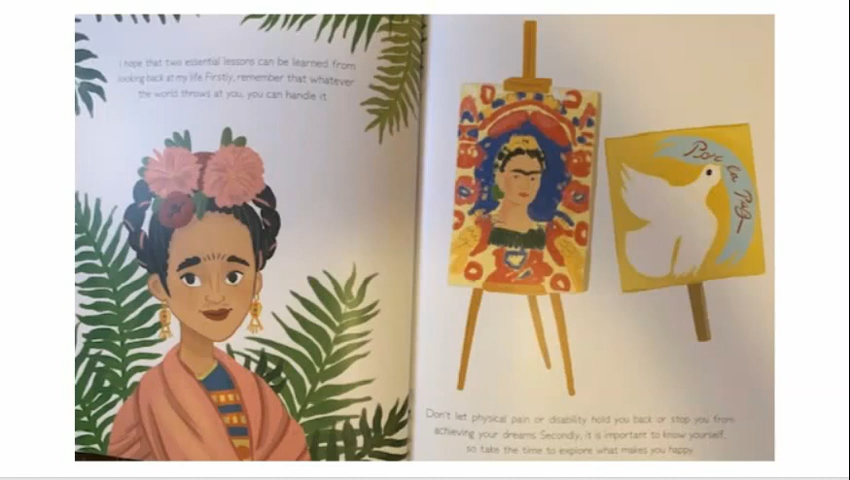 I hope that two essential lessons can be learned from
looking back at my life. Firstly, remember that whatever
the world throws at you, you can handle it.
Por la Paz
Don't let physical pain or disability hold you back or stop you from
achieving your dreams. Secondly, it is important to know yourself,
so take the time to explore what makes you happy.